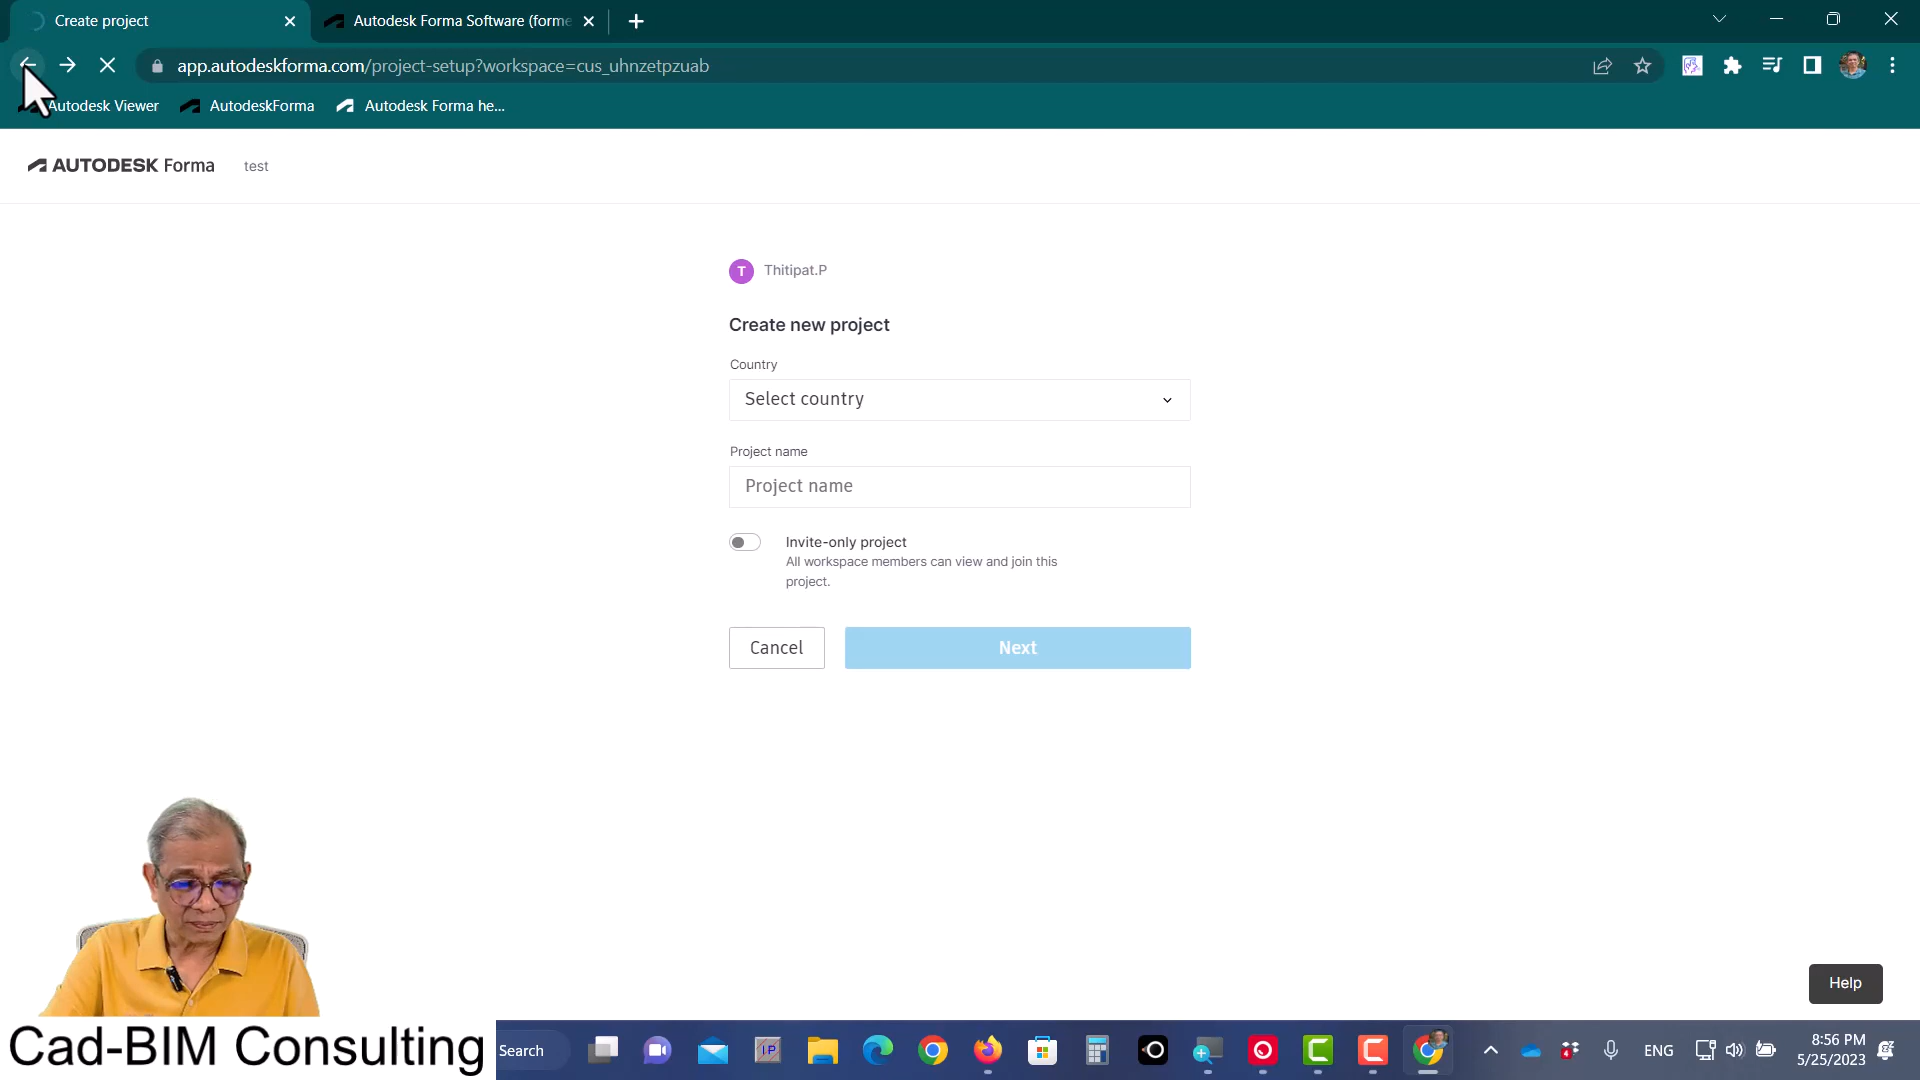 Create project
Autodesk Forma Software (forme
app.autodeskforma.com/project-setup?workspace=cus_uhnzetpzuab
Autodesk Viewer
AutodeskForma
Autodesk Forma he...
AUTODESK Forma
test
T
Thitipat.P
Create new project
Country
Select country
Project name
Project name
Invite-only project
All workspace members can view and join this
project.
Cancel
Next
Help
Cad-BIM Consulting
Search
IP
4
ENG
8:56 PM
5/25/2023